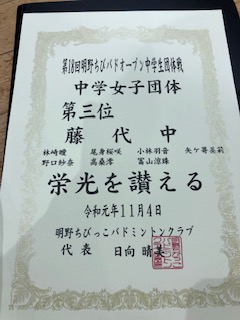 第18回明野ちびバドオープン中学生団体戦
中学女子団体
第三位
藤代中
林崎瞳 尾身桜咲 小林羽音 矢ケ㟢英莉
野口紗奈 高桑澪 冨山涼珠
栄光を讃える
令和元年11月4日
明野ちびっこバドミントンクラブ
代表 日向晴美